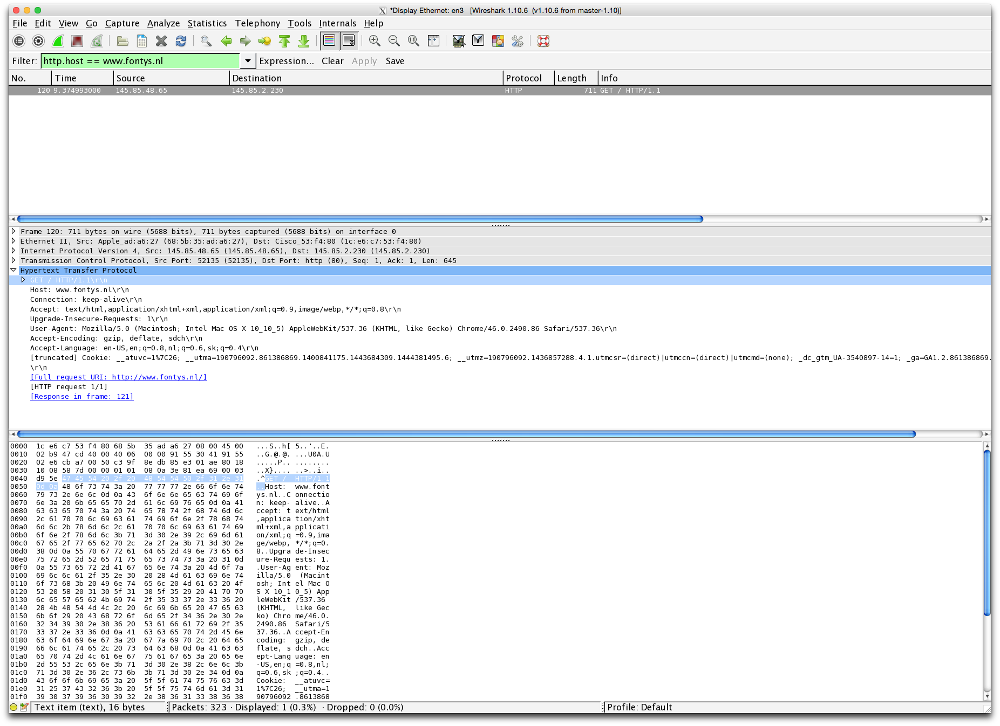 *Display Ethernet: en3 [Wireshark 1.10.6 (v1.10.6 from master-1.10)]
File Edit View Go Capture Analyze Statistics Telephony Tools Internals Help
Filter: http.host == www.fontys.nl Expression... Clear Apply Save
No. Time Source Destination Protocol Length Info
120 9.374993000 145.85.48.65 145.85.2.230 HTTP 711 GET / HTTP/1.1
Frame 120: 711 bytes on wire (5688 bits), 711 bytes captured (5688 bits) on interface 0
Ethernet II, Src: Apple_ad:a6:27 (68:5b:35:ad:a6:27), Dst: Cisco_53:f4:80 (1c:e6:c7:53:f4:80)
Internet Protocol Version 4, Src: 145.85.48.65 (145.85.48.65), Dst: 145.85.2.230 (145.85.2.230)
Transmission Control Protocol, Src Port: 52135 (52135), Dst Port: http (80), Seq: 1, Ack: 1, Len: 645
Hypertext Transfer Protocol
GET / HTTP/1.1\r\n
Host: www.fontys.nl\r\n
Connection: keep-alive\r\n
Accept: text/html,application/xhtml+xml,application/xml;q=0.9,image/webp,*/*;q=0.8\r\n
Upgrade-Insecure-Requests: 1\r\n
User-Agent: Mozilla/5.0 (Macintosh; Intel Mac OS X 10_10_5) AppleWebKit/537.36 (KHTML, like Gecko) Chrome/46.0.2490.86 Safari/537.36\r\n
Accept-Encoding: gzip, deflate, sdch\r\n
Accept-Language: en-US,en;q=0.8,nl;q=0.6,sk;q=0.4\r\n
[truncated] Cookie: __atuvc=1%7C26; __utma=190796092.861386869.1400841175.1443684309.1444381495.6; __utmz=190796092.1436857288.4.1.utmcsr=(direct)|utmccn=(direct)|utmcmd=(none); _dc_gtm_UA-3540897-14=1; _ga=GA1.2.861386869.
\r\n
[Full request URI: http://www.fontys.nl/]
[HTTP request 1/1]
[Response in frame: 121]
0000 1c e6 c7 53 f4 80 68 5b 35 ad a6 27 08 00 45 00 ...S..h[ 5..'..E.
0010 02 b9 47 cd 40 00 40 06 00 00 91 55 30 41 91 55 ..G.@.@. ...U0A.U
0020 02 e6 cb a7 00 50 c3 9f 8e db 85 e3 01 ae 80 18 .....P.. ........
0030 10 08 58 7d 00 00 01 01 08 0a 3e 81 ea 69 00 03 ..X}.... ..>..i..
0040 d9 5e 47 45 54 20 2f 20 48 54 54 50 2f 31 2e 31 .^GET / HTTP/1.1
0050 0d 0a 48 6f 73 74 3a 20 77 77 77 2e 66 6f 6e 74 ..Host: www.font
0060 79 73 2e 6e 6c 0d 0a 43 6f 6e 6e 65 63 74 69 6f ys.nl..C onnectio
0070 6e 3a 20 6b 65 65 70 2d 61 6c 69 76 65 0d 0a 41 n: keep- alive..A
0080 63 63 65 70 74 3a 20 74 65 78 74 2f 68 74 6d 6c ccept: t ext/html
0090 2c 61 70 70 6c 69 63 61 74 69 6f 6e 2f 78 68 74 ,applica tion/xht
00a0 6d 6c 2b 78 6d 6c 2c 61 70 70 6c 69 63 61 74 69 ml+xml,a pplicati
00b0 6f 6e 2f 78 6d 6c 3b 71 3d 30 2e 39 2c 69 6d 61 on/xml;q =0.9,ima
00c0 67 65 2f 77 65 62 70 2c 2a 2f 2a 3b 71 3d 30 2e ge/webp, */*;q=0.
00d0 38 0d 0a 55 70 67 72 61 64 65 2d 49 6e 73 65 63 8..Upgra de-Insec
00e0 75 72 65 2d 52 65 71 75 65 73 74 73 3a 20 31 0d ure-Requ ests: 1.
00f0 0a 55 73 65 72 2d 41 67 65 6e 74 3a 20 4d 6f 7a .User-Ag ent: Moz
0100 69 6c 6c 61 2f 35 2e 30 20 28 4d 61 63 69 6e 74 illa/5.0 (Macint
0110 6f 73 68 3b 20 49 6e 74 65 6c 20 4d 61 63 20 4f osh; Int el Mac O
0120 53 20 58 20 31 30 5f 31 30 5f 35 29 20 41 70 70 S X 10_1 0_5) App
0130 6c 65 57 65 62 4b 69 74 2f 35 33 37 2e 33 36 20 leWebKit /537.36
0140 28 4b 48 54 4d 4c 2c 20 6c 69 6b 65 20 47 65 63 (KHTML, like Gec
0150 6b 6f 29 20 43 68 72 6f 6d 65 2f 34 36 2e 30 2e ko) Chro me/46.0.
0160 32 34 39 30 2e 38 36 20 53 61 66 61 72 69 2f 35 2490.86 Safari/5
0170 33 37 2e 33 36 0d 0a 41 63 63 65 70 74 2d 45 6e 37.36..A ccept-En
0180 63 6f 64 69 6e 67 3a 20 67 7a 69 70 2c 20 64 65 coding: gzip, de
0190 66 6c 61 74 65 2c 20 73 64 63 68 0d 0a 41 63 63 flate, s dch..Acc
01a0 65 70 74 2d 4c 61 6e 67 75 61 67 65 3a 20 65 6e ept-Lang uage: en
01b0 2d 55 53 2c 65 6e 3b 71 3d 30 2e 38 2c 6e 6c 3b -US,en;q =0.8,nl;
01c0 71 3d 30 2e 36 2c 73 6b 3b 71 3d 30 2e 34 0d 0a q=0.6,sk ;q=0.4..
01d0 43 6f 6f 6b 69 65 3a 20 5f 5f 61 74 75 76 63 3d Cookie: __atuvc=
01e0 31 25 37 43 32 36 3b 20 5f 5f 75 74 6d 61 3d 31 1%7C26; __utma=1
01f0 39 30 37 39 36 30 39 32 2e 38 36 31 33 38 36 38 90796092 .8613868
Text item (text), 16 bytes Packets: 323 · Displayed: 1 (0.3%) · Dropped: 0 (0.0%) Profile: Default